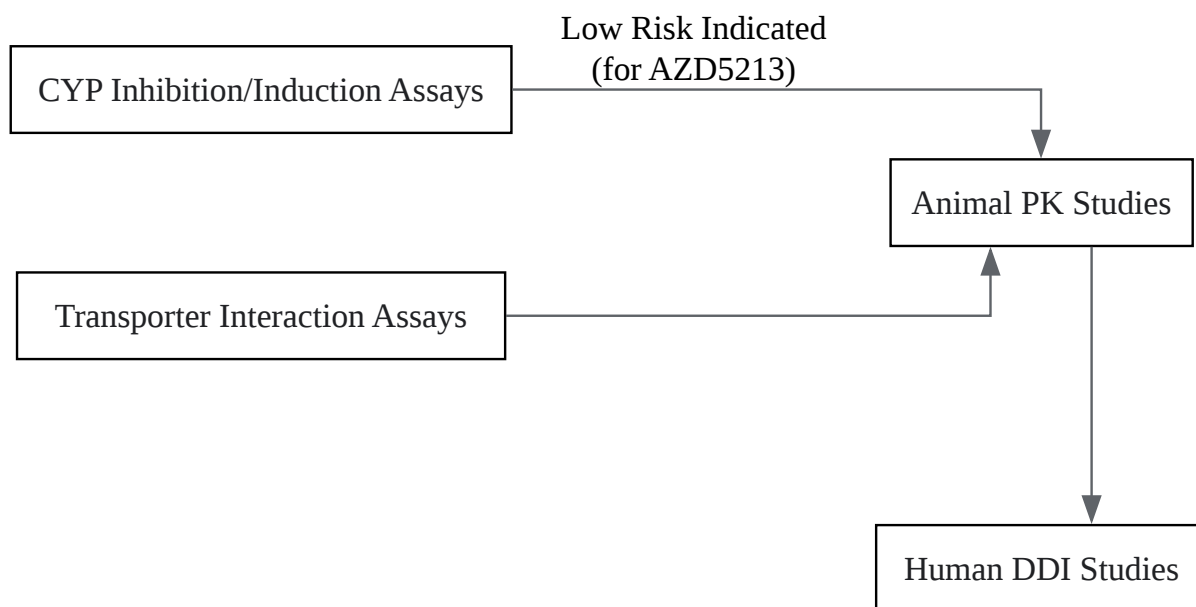 Low Risk Indicated
(for AZD5213)
CYP Inhibition/Induction Assays
Animal PK Studies
Transporter Interaction Assays
Human DDI Studies